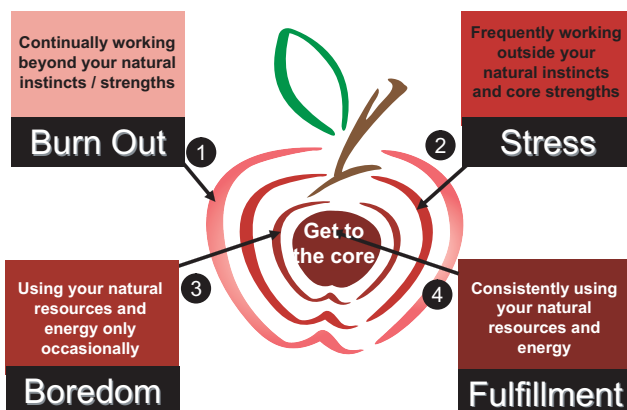 Continually working
beyond your natural
instincts / strengths
Burn Out
1
Frequently working
outside your
natural instincts
and core strengths
Stress
2
Get to
the core
Using your natural
resources and
energy only
occasionally
Boredom
3
Consistently using
your natural
resources and
energy
Fulfillment
4